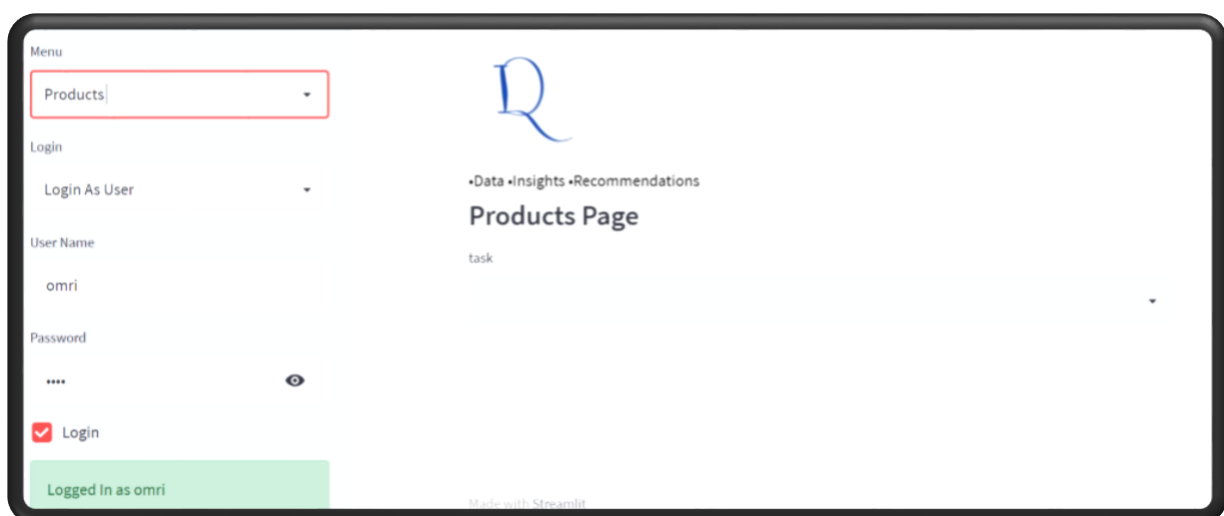 Menu
Products
Login
Login As User
User Name
omri
Password
••••
Login
Logged In as omri
•Data •Insights •Recommendations
Products Page
task
Made with Streamlit